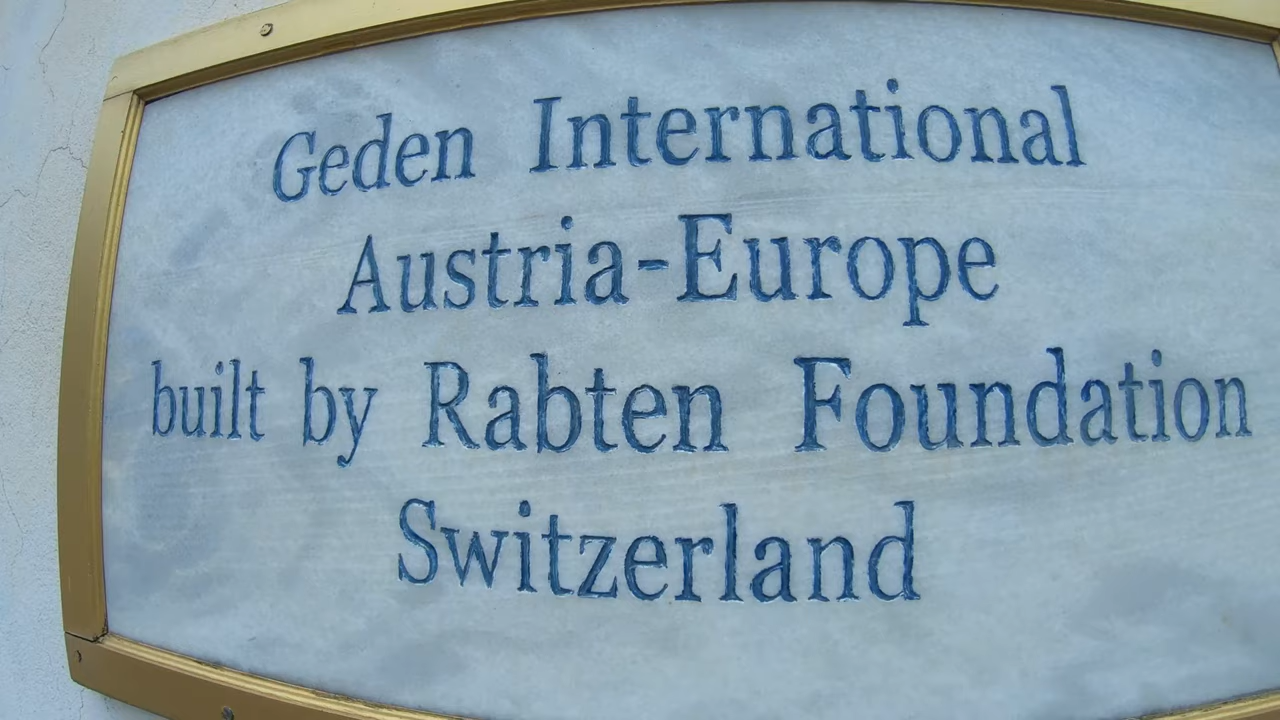 Geden International
Austria-Europe
built by Rabten Foundation
Switzerland